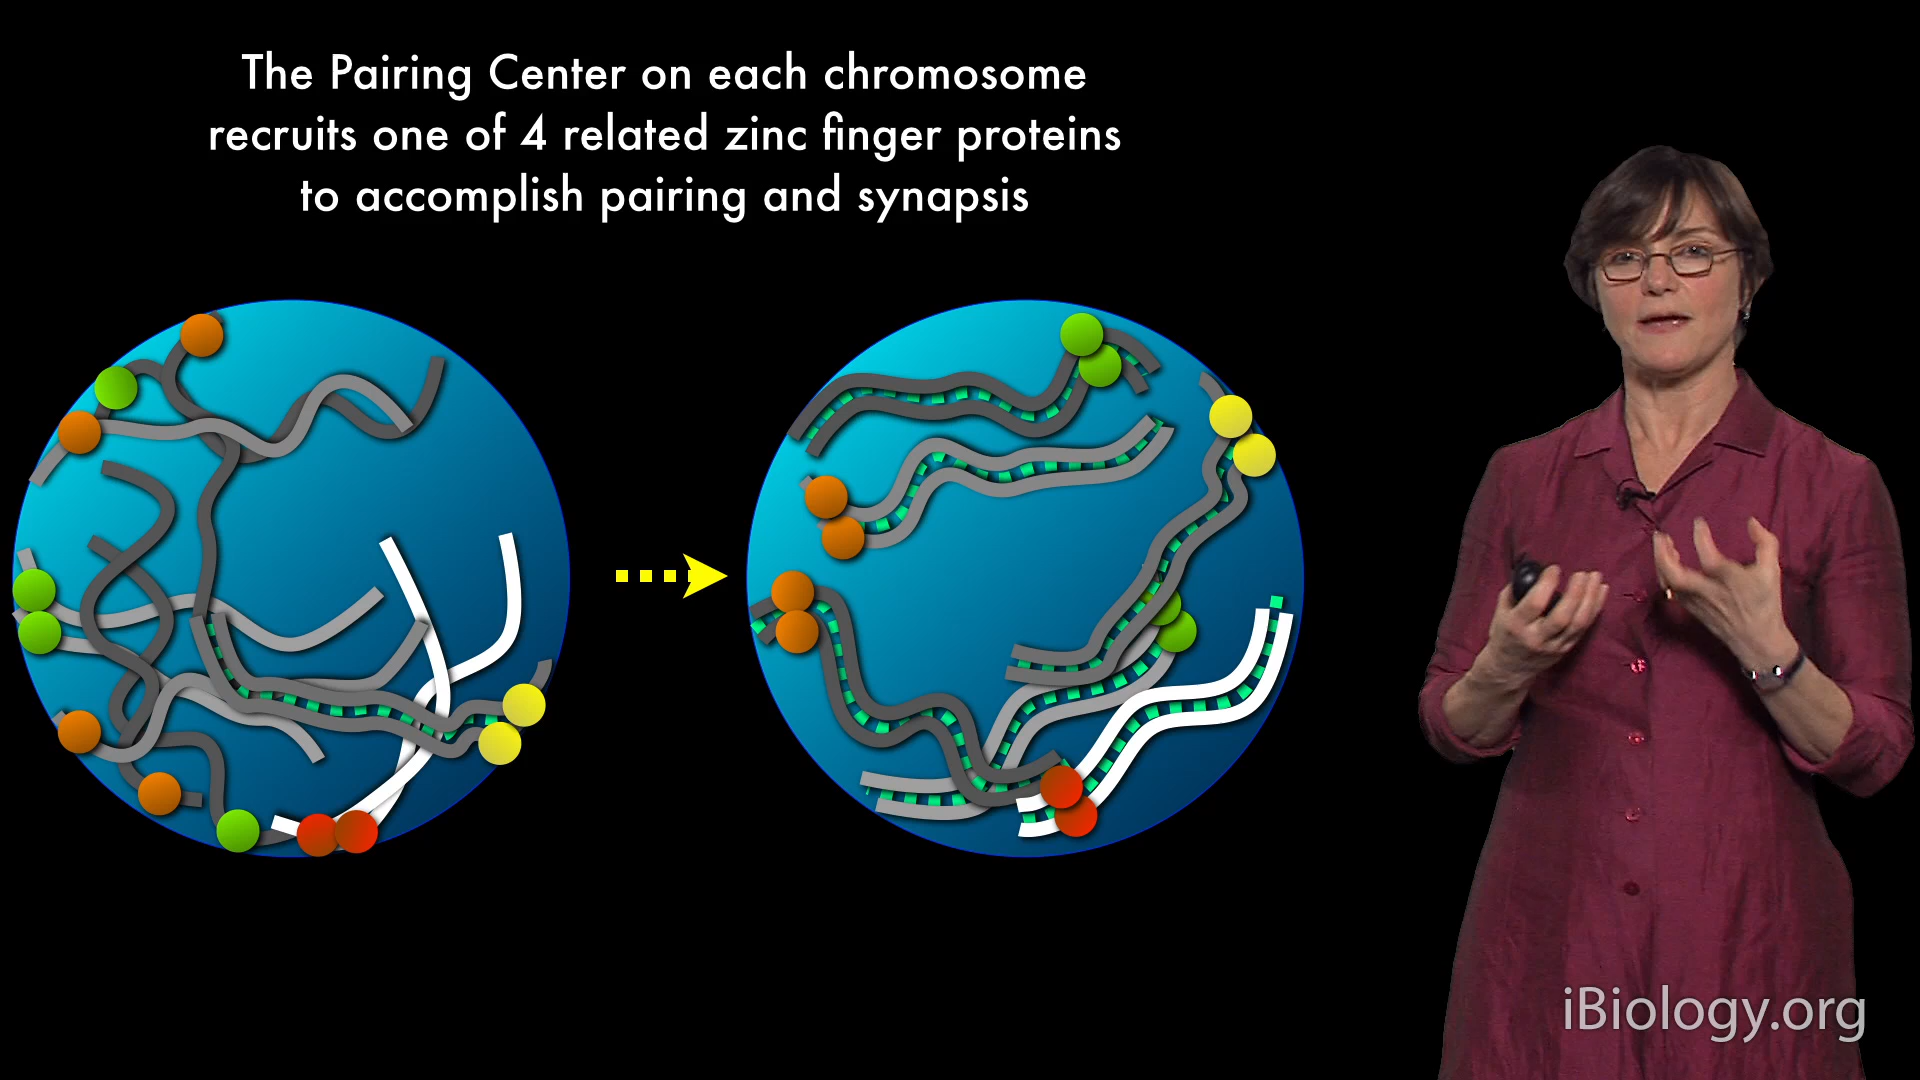 The Pairing Center on each chromosome
recruits one of 4 related zinc finger proteins
to accomplish pairing and synapsis
iBiology.org